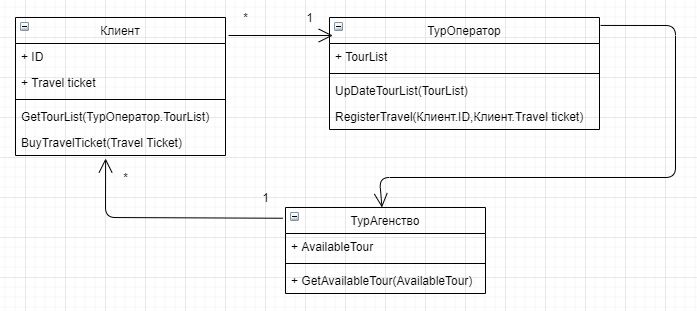 * 1
Клиент
+ ID
+ Travel ticket
GetTourList(ТурОператор.TourList)
BuyTravelTicket(Travel Ticket)
ТурОператор
+ TourList
UpDateTourList(TourList)
RegisterTravel(Клиент.ID,Клиент.Travel ticket)
*
1
ТурАгенство
+ AvailableTour
+ GetAvailableTour(AvailableTour)